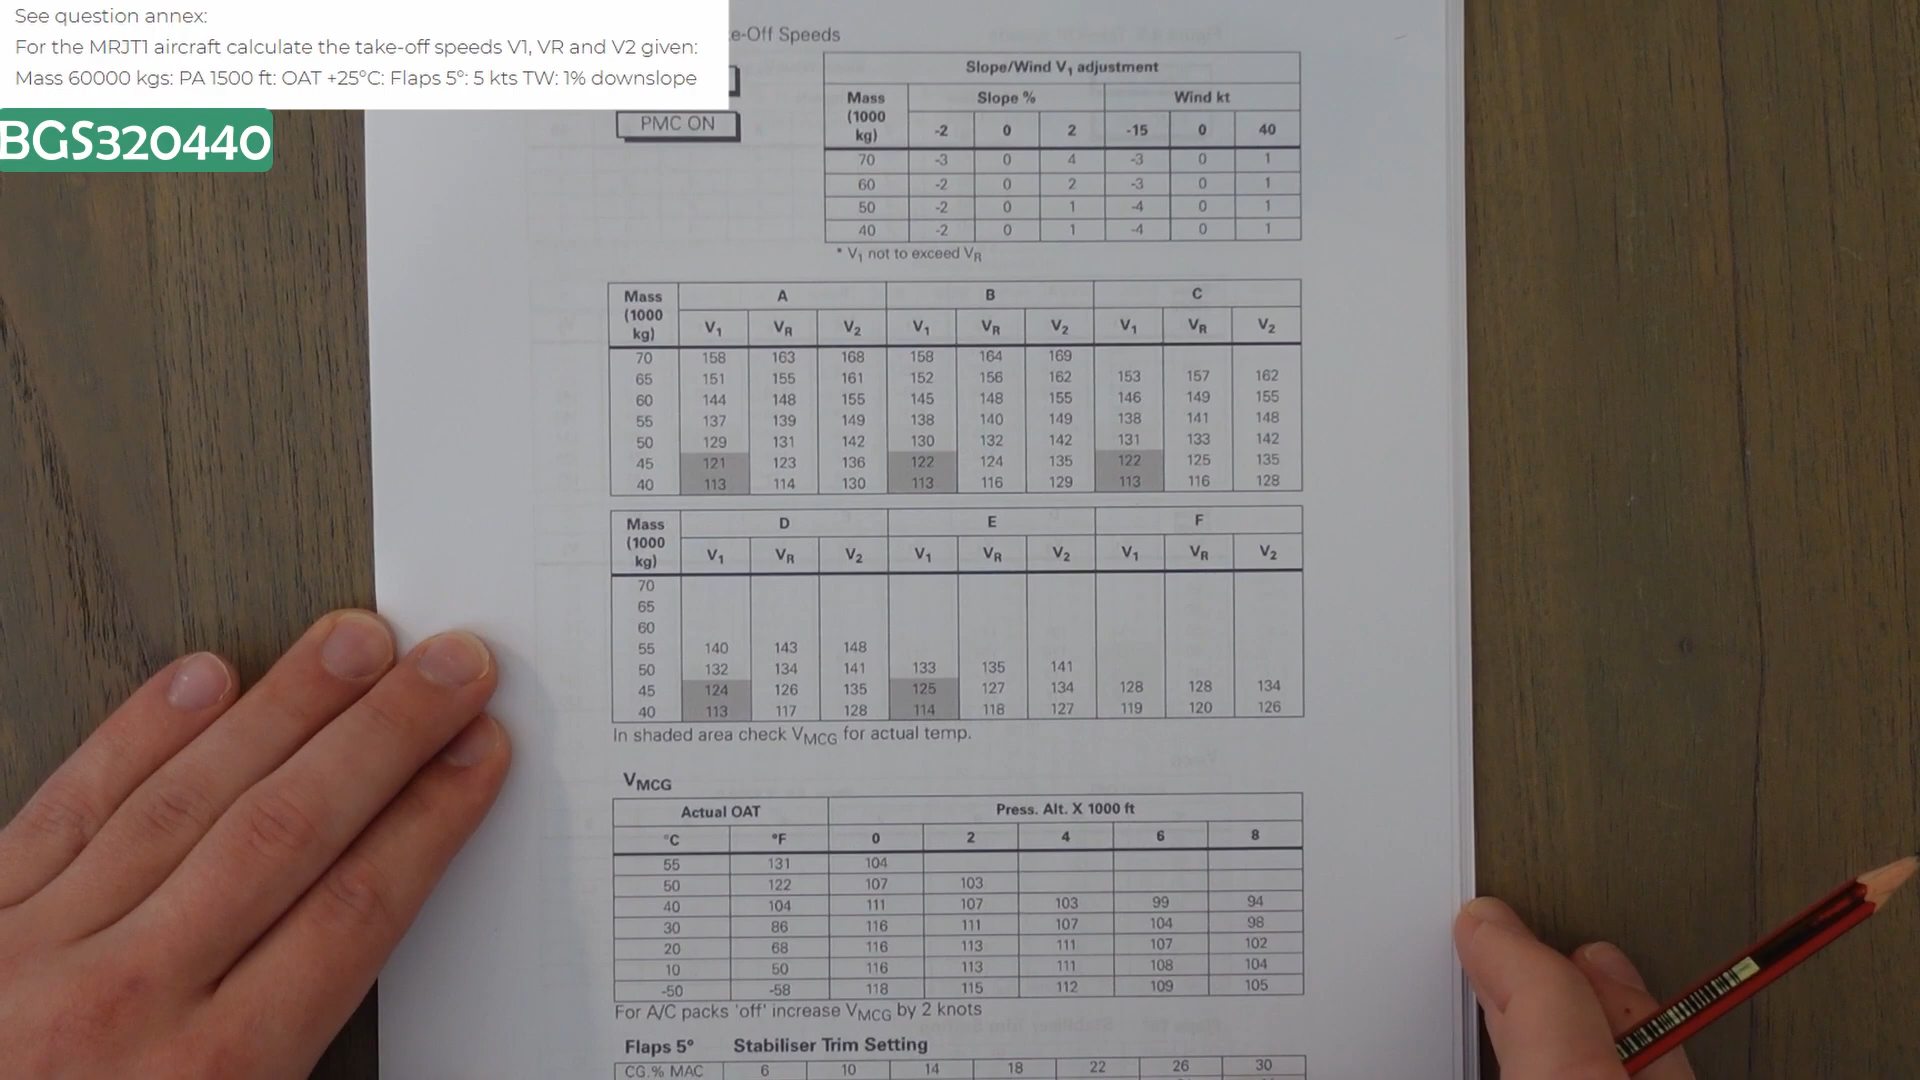 See question annex:
For the MRJT1 aircraft calculate the take-off speeds V1, VR and V2 given:
Mass 60000 kgs: PA 1500 ft: OAT +25°C: Flaps 5º: 5 kts TW: 1% downslope
BGS320440
e-Off Speeds
PMC ON
Slope/Wind V1 adjustment
Mass (1000 kg) Slope % Wind kt
-2 0 2 -15 0 40
70 -3 0 4 -3 0 1
60 -2 0 2 -3 0 1
50 -2 0 1 -4 0 1
40 -2 0 1 -4 0 1
* V1 not to exceed VR
Mass (1000 kg) A B C
V1 VR V2 V1 VR V2 V1 VR V2
70 158 163 168 158 164 169
65 151 155 161 152 156 162 153 157 162
60 144 148 155 145 148 155 146 149 155
55 137 139 149 138 140 149 138 141 148
50 129 131 142 130 132 142 131 133 142
45 121 123 136 122 124 135 122 125 135
40 113 114 130 113 116 129 113 116 128
Mass (1000 kg) D E F
V1 VR V2 V1 VR V2 V1 VR V2
70
65
60
55 140 143 148
50 132 134 141 133 135 141
45 124 126 135 125 127 134 128 128 134
40 113 117 128 114 118 127 119 120 126
In shaded area check VMCG for actual temp.
VMCG
Actual OAT Press. Alt. X 1000 ft
°C °F 0 2 4 6 8
55 131 104
50 122 107 103
40 104 111 107 103 99 94
30 86 116 111 107 104 98
20 68 116 113 111 107 102
10 50 116 113 111 108 104
-50 -58 118 115 112 109 105
For A/C packs 'off' increase VMCG by 2 knots
Flaps 5° Stabiliser Trim Setting
CG.% MAC 6 10 14 18 22 26 30